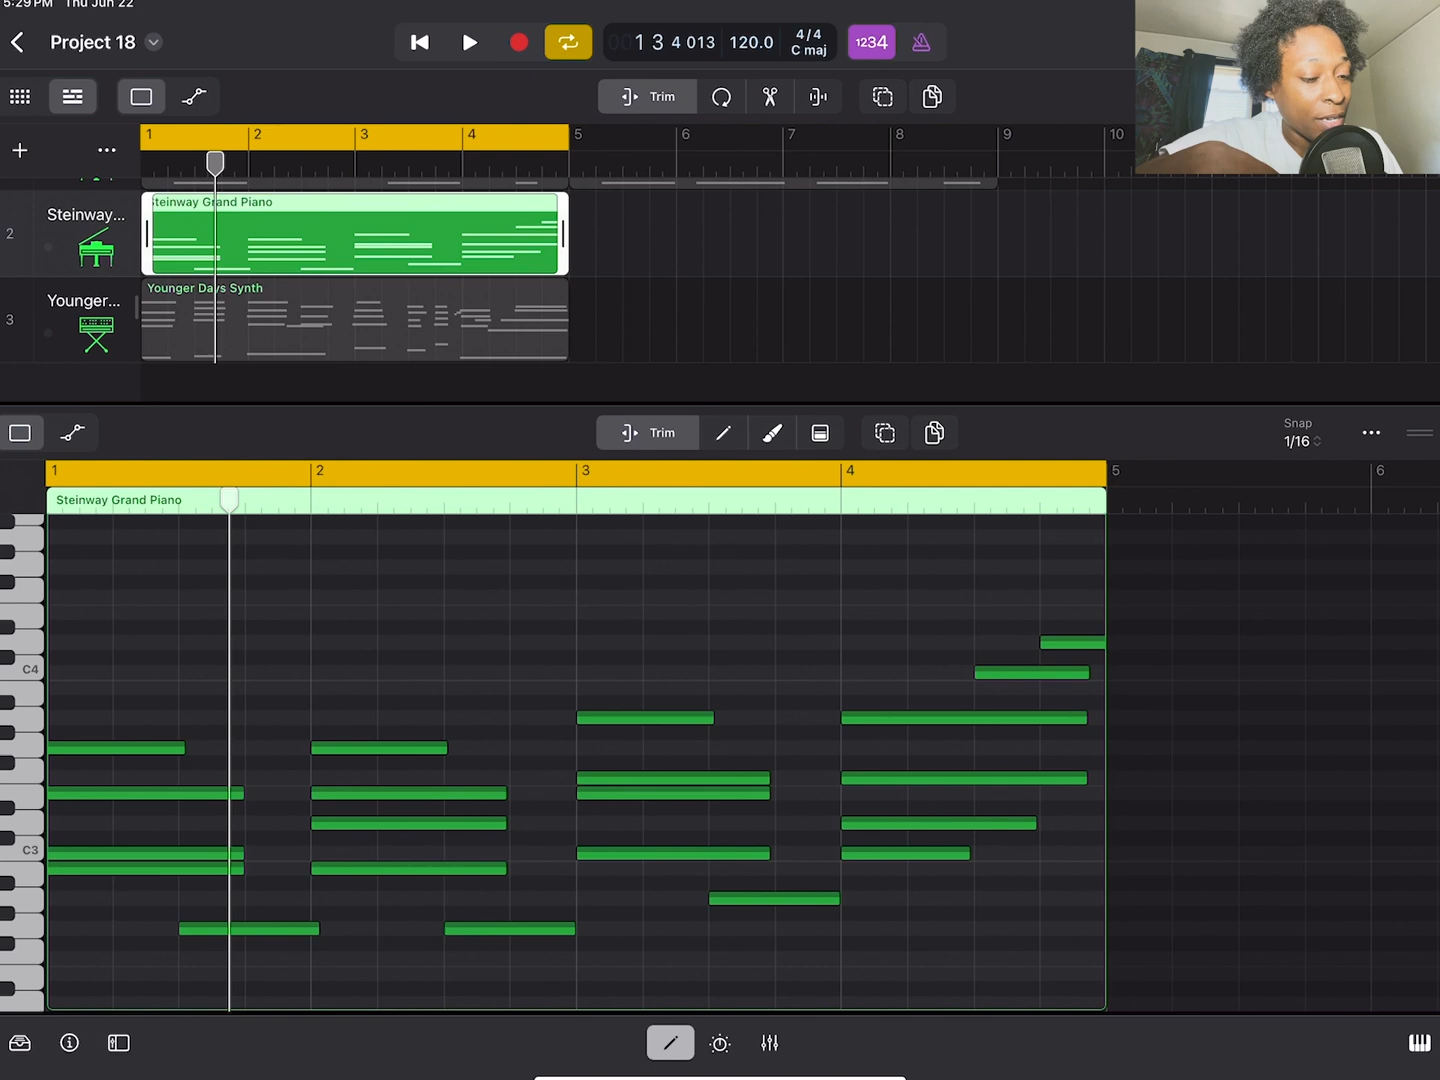 5:29 PM Thu Jun 22
Project 18
001 3 4 013 120.0 4/4 C maj
1234
Trim
1 2 3 4 5 6 7 8 9 10
2 Steinway...
Steinway Grand Piano
3 Younger...
Younger Days Synth
Trim
Snap
1/16
1 2 3 4 5 6
Steinway Grand Piano
C4
C3